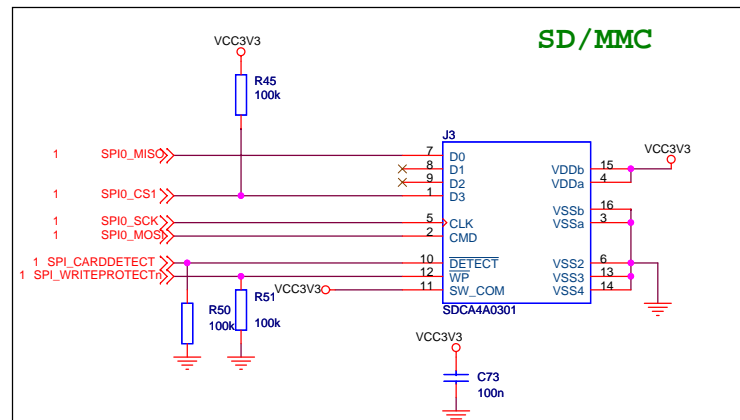 SD/MMC
VCC3V3
R45
100k
J3
1 SPI0_MISO 7 D0
8 D1
9 D2
1 SPI0_CS1 1 D3
1 SPI0_SCK 5 CLK
1 SPI0_MOSI 2 CMD
1 SPI_CARDDETECT 10 DETECT
1 SPI_WRITEPROTECTn 12 WP
VCC3V3 11 SW_COM
VDDb 15 VCC3V3
VDDa 4
VSSb 16
VSSa 3
VSS2 6
VSS3 13
VSS4 14
SDCA4A0301
R50
100k
R51
100k
VCC3V3
C73
100n